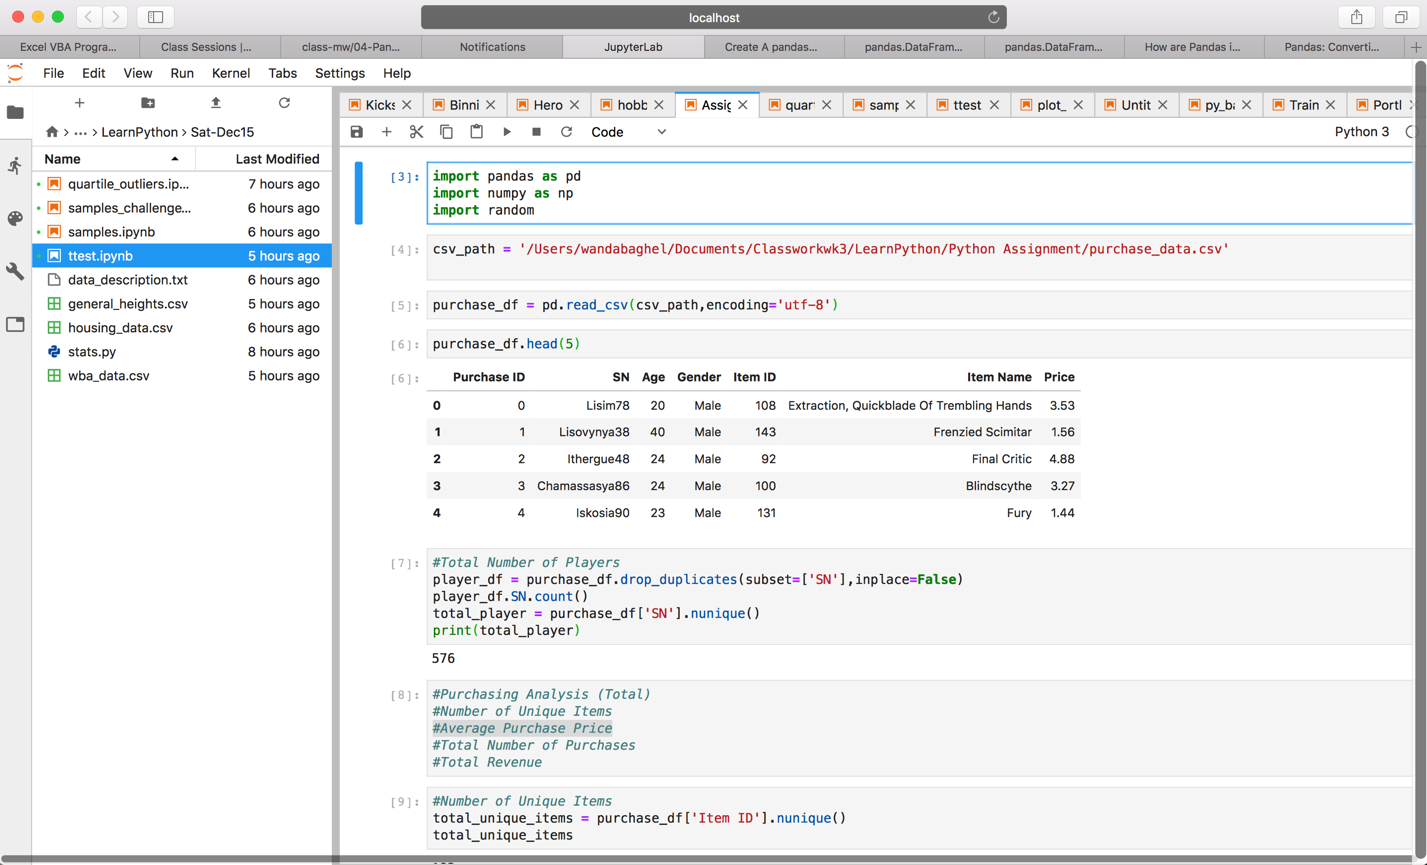 localhost
Excel VBA Progra... Class Sessions |... class-mw/04-Pan... Notifications JupyterLab Create A pandas... pandas.DataFram... pandas.DataFram... How are Pandas i... Pandas: Converti...
File Edit View Run Kernel Tabs Settings Help
Kicks Binni Hero hobb Assig quar samp ttest plot_ Untit py_ba Train Portl
... LearnPython Sat-Dec15
Code Python 3
Name Last Modified
quartile_outliers.ip... 7 hours ago
samples_challenge... 6 hours ago
samples.ipynb 6 hours ago
ttest.ipynb 5 hours ago
data_description.txt 6 hours ago
general_heights.csv 6 hours ago
housing_data.csv 6 hours ago
stats.py 8 hours ago
wba_data.csv 5 hours ago
[3]: import pandas as pd
import numpy as np
import random
[4]: csv_path = '/Users/wandabaghel/Documents/Classworkwk3/LearnPython/Python Assignment/purchase_data.csv'
[5]: purchase_df = pd.read_csv(csv_path,encoding='utf-8')
[6]: purchase_df.head(5)
[6]: Purchase ID SN Age Gender Item ID Item Name Price
0 0 Lisim78 20 Male 108 Extraction, Quickblade Of Trembling Hands 3.53
1 1 Lisovynya38 40 Male 143 Frenzied Scimitar 1.56
2 2 Ithergue48 24 Male 92 Final Critic 4.88
3 3 Chamassasya86 24 Male 100 Blindscythe 3.27
4 4 Iskosia90 23 Male 131 Fury 1.44
[7]: #Total Number of Players
player_df = purchase_df.drop_duplicates(subset=['SN'],inplace=False)
player_df.SN.count()
total_player = purchase_df['SN'].nunique()
print(total_player)
576
[8]: #Purchasing Analysis (Total)
#Number of Unique Items
#Average Purchase Price
#Total Number of Purchases
#Total Revenue
[9]: #Number of Unique Items
total_unique_items = purchase_df['Item ID'].nunique()
total_unique_items